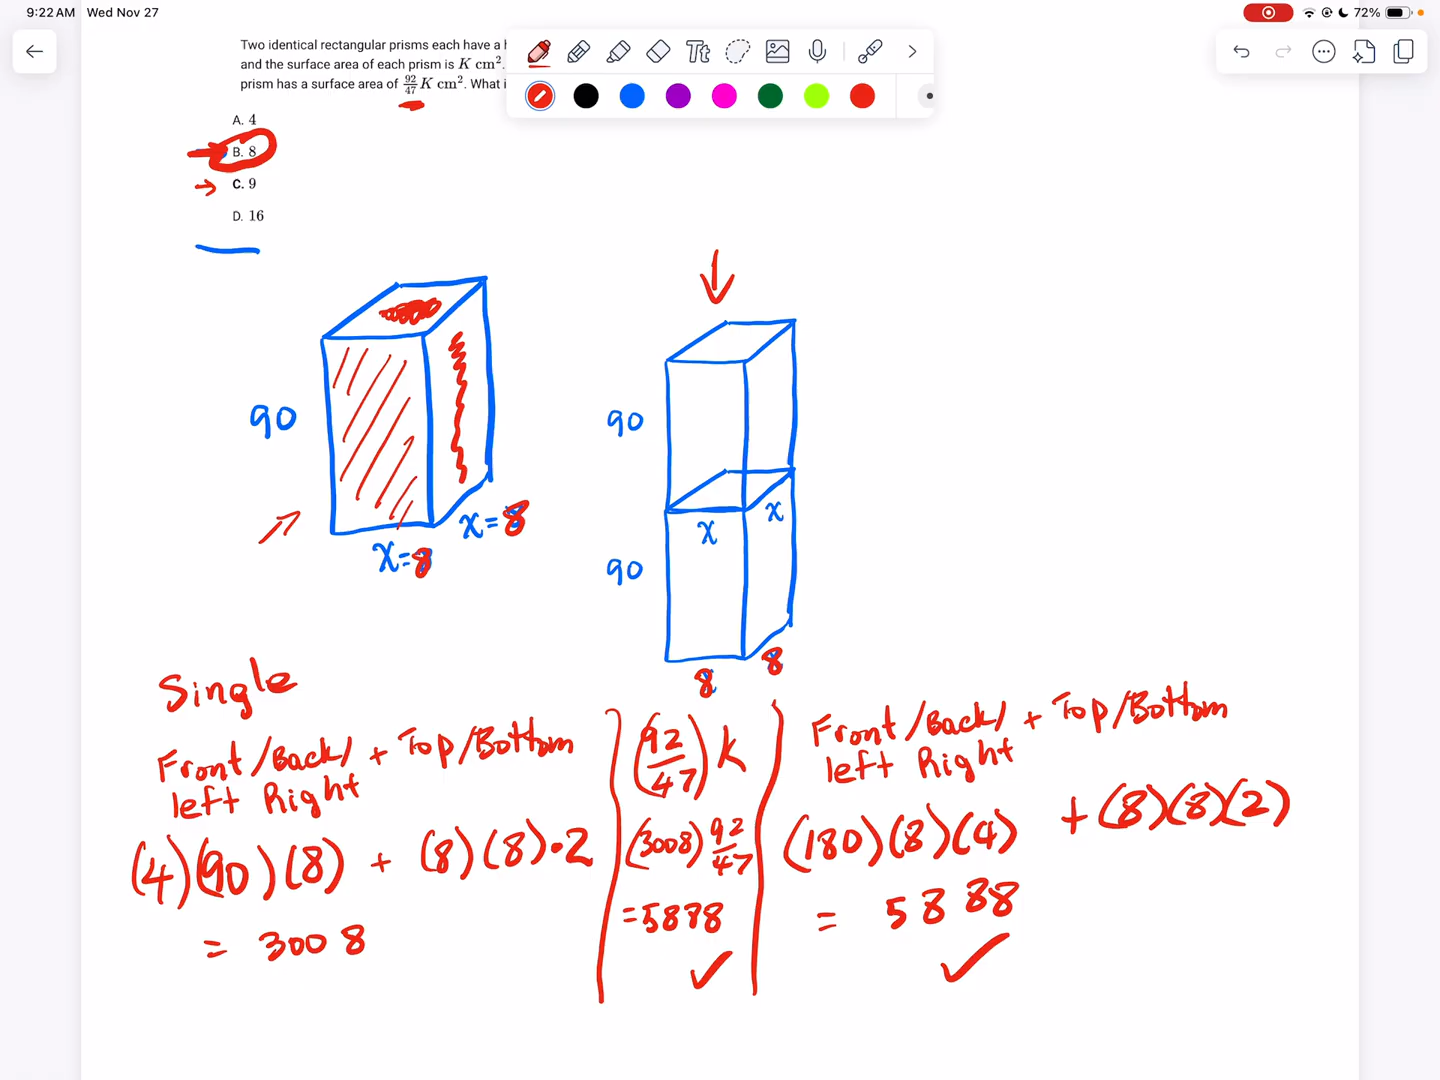 9:22 AM Wed Nov 27
72%
Tt
Two identical rectangular prisms each have a
and the surface area of each prism is K cm².
prism has a surface area of 92/47 K cm². What
A. 4
B. 8
C. 9
D. 16
90
x=8
x=8
90
x
x
90
8
8
Single
Front/Back/ + Top/Bottom
left Right
(4)(90)(8) + (8)(8)·2
= 3008
(92/47) K
(3008) 92/47
=5888
Front/Back/ + Top/Bottom
left Right
(180)(8)(4) + (8)(8)(2)
= 5888